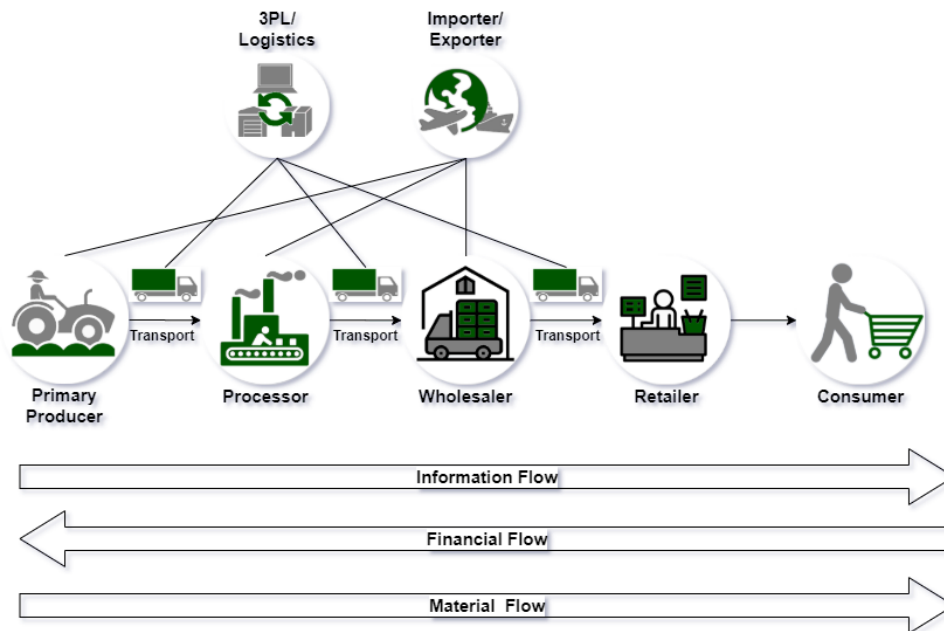 3PL/
Logistics
Importer/
Exporter
Transport
Transport
Transport
Primary
Producer
Processor
Wholesaler
Retailer
Consumer
Information Flow
Financial Flow
Material Flow